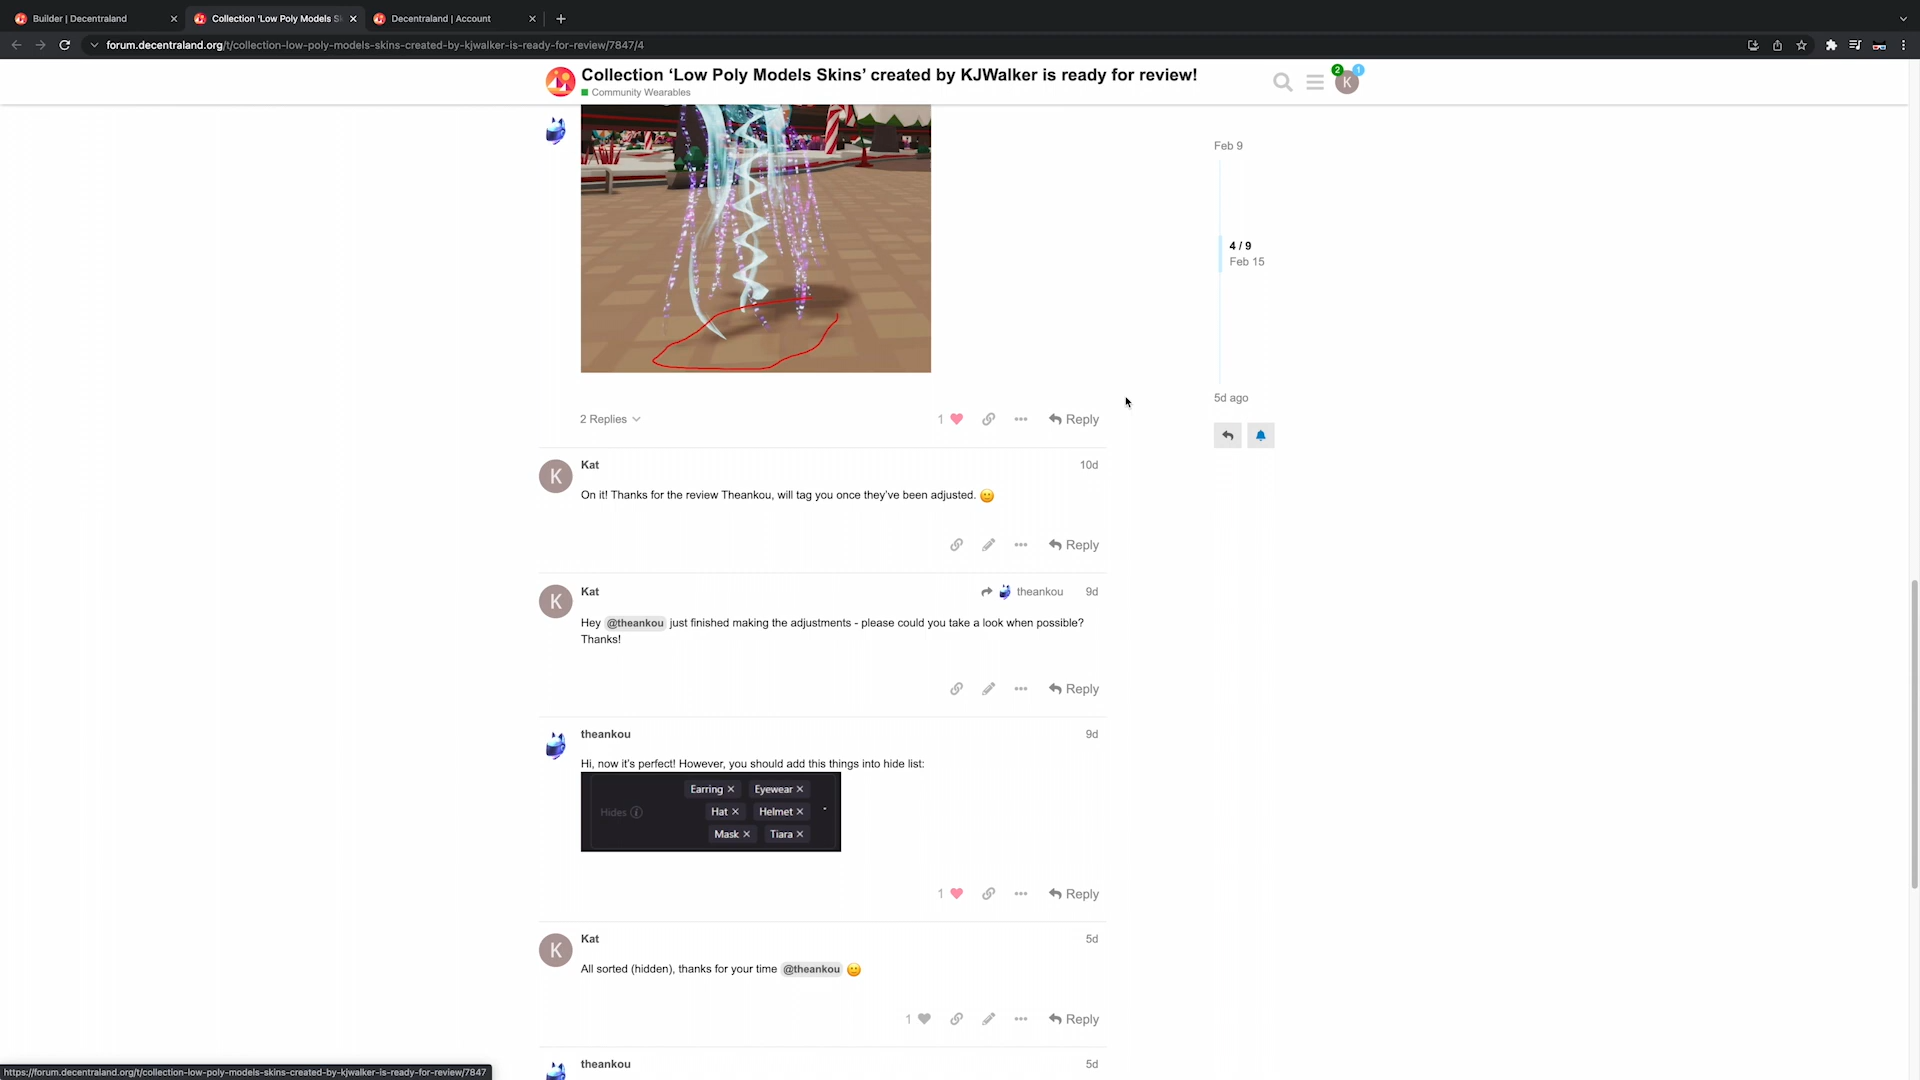 Builder | Decentraland
Collection 'Low Poly Models S
Decentraland | Account
forum.decentraland.org/t/collection-low-poly-models-skins-created-by-kjwalker-is-ready-for-review/7847/4
Collection ‘Low Poly Models Skins’ created by KJWalker is ready for review!
Community Wearables
2
1
K
Feb 9
4 / 9
Feb 15
5d ago
2 Replies
1
Reply
K
Kat
10d
On it! Thanks for the review Theankou, will tag you once they’ve been adjusted.
Reply
K
Kat
theankou
9d
Hey @theankou just finished making the adjustments - please could you take a look when possible?
Thanks!
Reply
theankou
9d
Hi, now it’s perfect! However, you should add this things into hide list:
Hides
Earring × Eyewear ×
Hat × Helmet ×
Mask × Tiara ×
1
Reply
K
Kat
5d
All sorted (hidden), thanks for your time @theankou
1
Reply
theankou
5d
https://forum.decentraland.org/t/collection-low-poly-models-skins-created-by-kjwalker-is-ready-for-review/7847